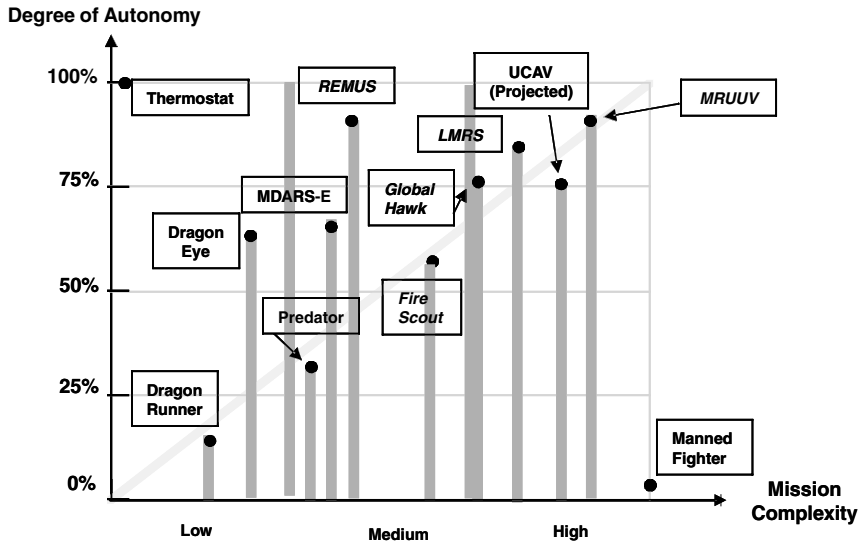 Degree of Autonomy
100%
Thermostat
REMUS
UCAV
(Projected)
MRUUV
LMRS
75%
MDARS-E
Global
Hawk
Dragon
Eye
50%
Predator
Fire
Scout
25%
Dragon
Runner
Manned
Fighter
0%
Mission
Complexity
Low
Medium
High